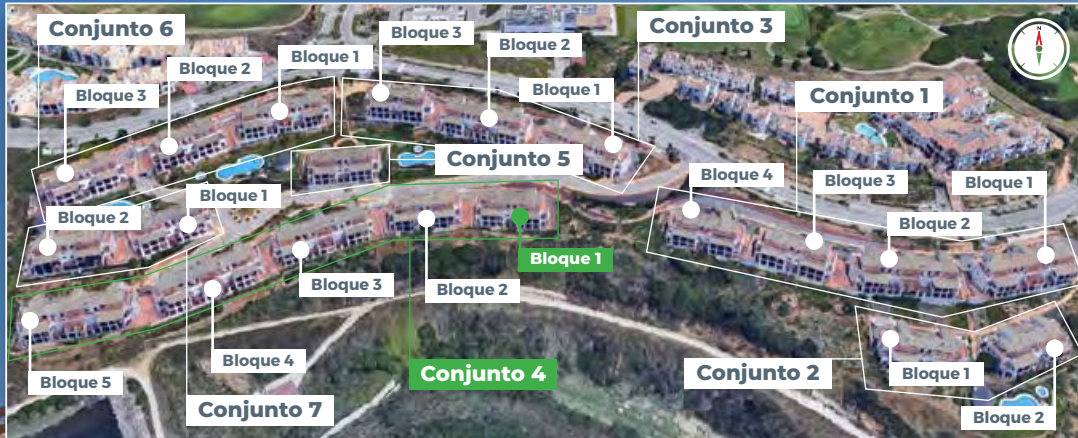 Conjunto 6
Bloque 3
Bloque 2
Bloque 1
Conjunto 3
Bloque 3
Bloque 2
Bloque 1
N
Conjunto 1
Bloque 4
Bloque 3
Bloque 2
Bloque 1
Conjunto 5
Bloque 2
Bloque 1
Bloque 1
Bloque 2
Bloque 3
Bloque 4
Bloque 5
Conjunto 4
Conjunto 7
Conjunto 2
Bloque 1
Bloque 2